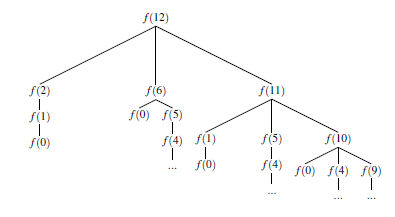 f(12)
f(2) f(6) f(11)
f(1) f(0) f(5)
f(0) f(4) f(1) f(5) f(10)
... f(0) f(4) f(0) f(4) f(9)
... ... ...